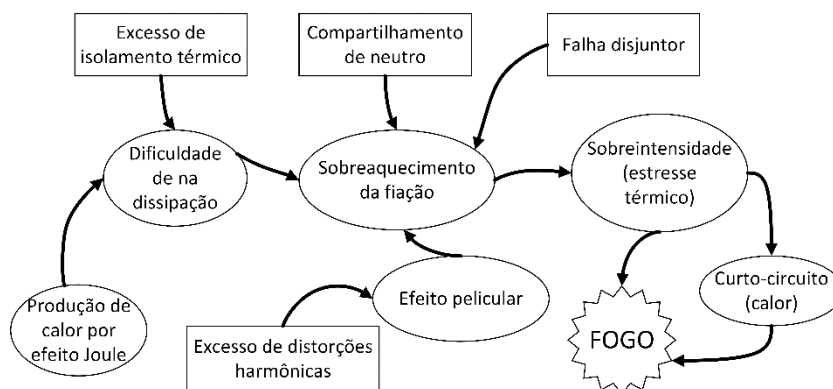 Excesso de
isolamento térmico
Compartilhamento
de neutro
Falha disjuntor
Dificuldade
de na
dissipação
Sobreaquecimento
da fiação
Sobreintensidade
(estresse
térmico)
Produção de
calor por
efeito Joule
Excesso de distorções
harmônicas
Efeito pelicular
FOGO
Curto-circuito
(calor)